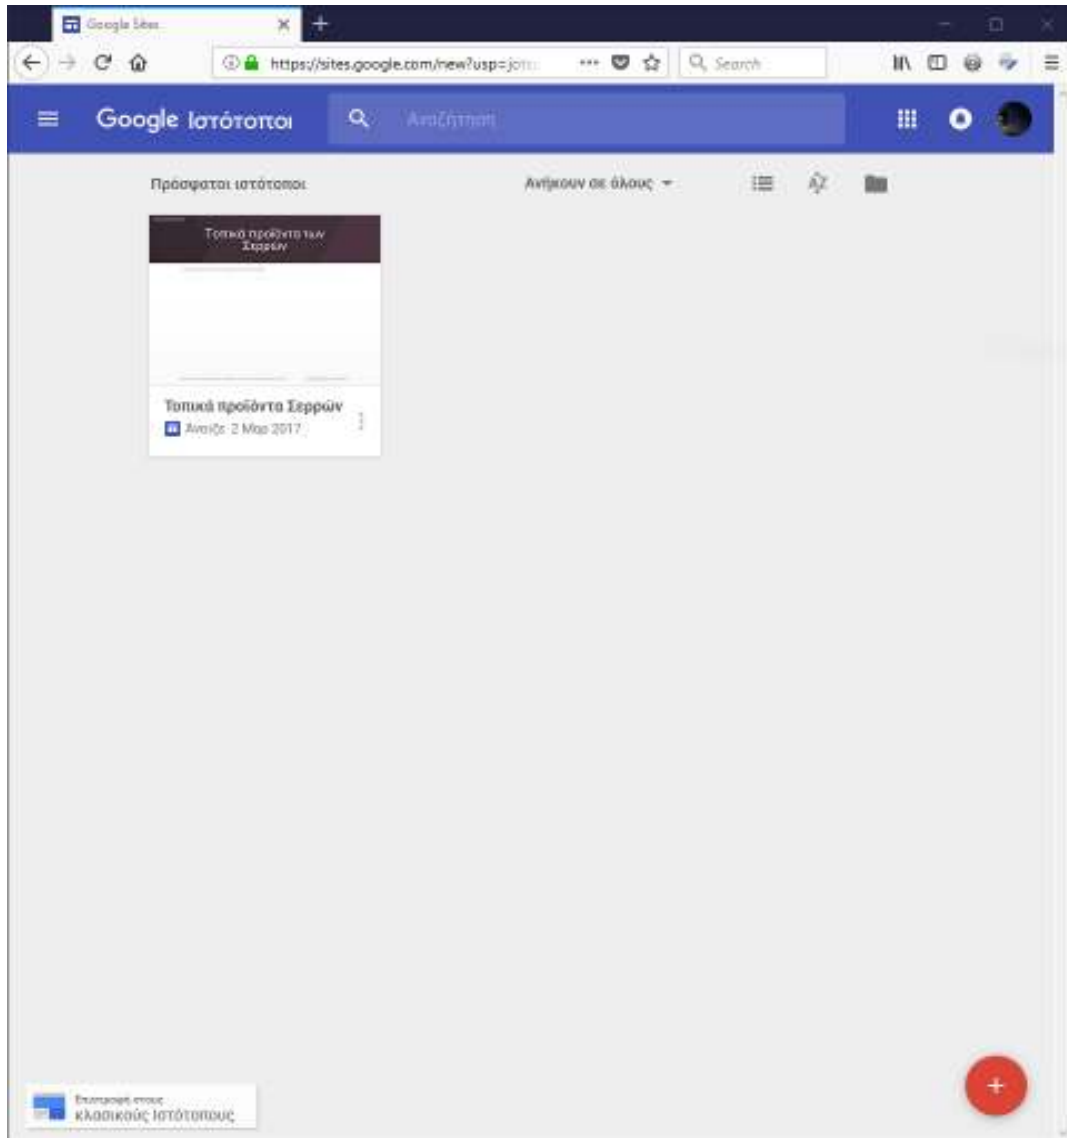 Google Sites
https://sites.google.com/new?usp=jotr
Search
Google Ιστότοποι
Αναζήτηση
Πρόσφατοι ιστότοποι
Ανήκουν σε όλους
Τοπικά προϊόντα των
Σερρών
Τοπικά προϊόντα Σερρών
Άνοιξε 2 Μαρ 2017
Επιστροφή στους
κλασικούς Ιστότοπους